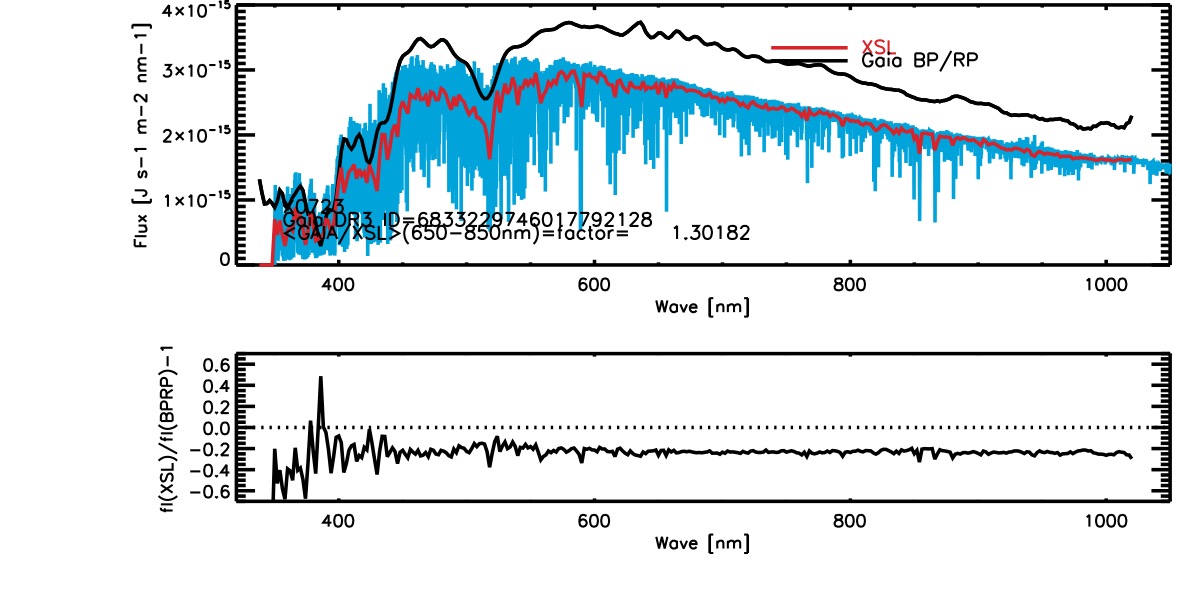 4×10−15
3×10−15
2×10−15
1×10−15
0
Flux [J s−1 m−2 nm−1]
XSL
Gaia BP/RP
X0723
Gaia DR3 ID=6833229746017792128
<GAIA/XSL>(650−850nm)=factor= 1.30182
400 600 800 1000
Wave [nm]
0.6
0.4
0.2
0.0
−0.2
−0.4
−0.6
fl(XSL)/fl(BPRP)−1
400 600 800 1000
Wave [nm]